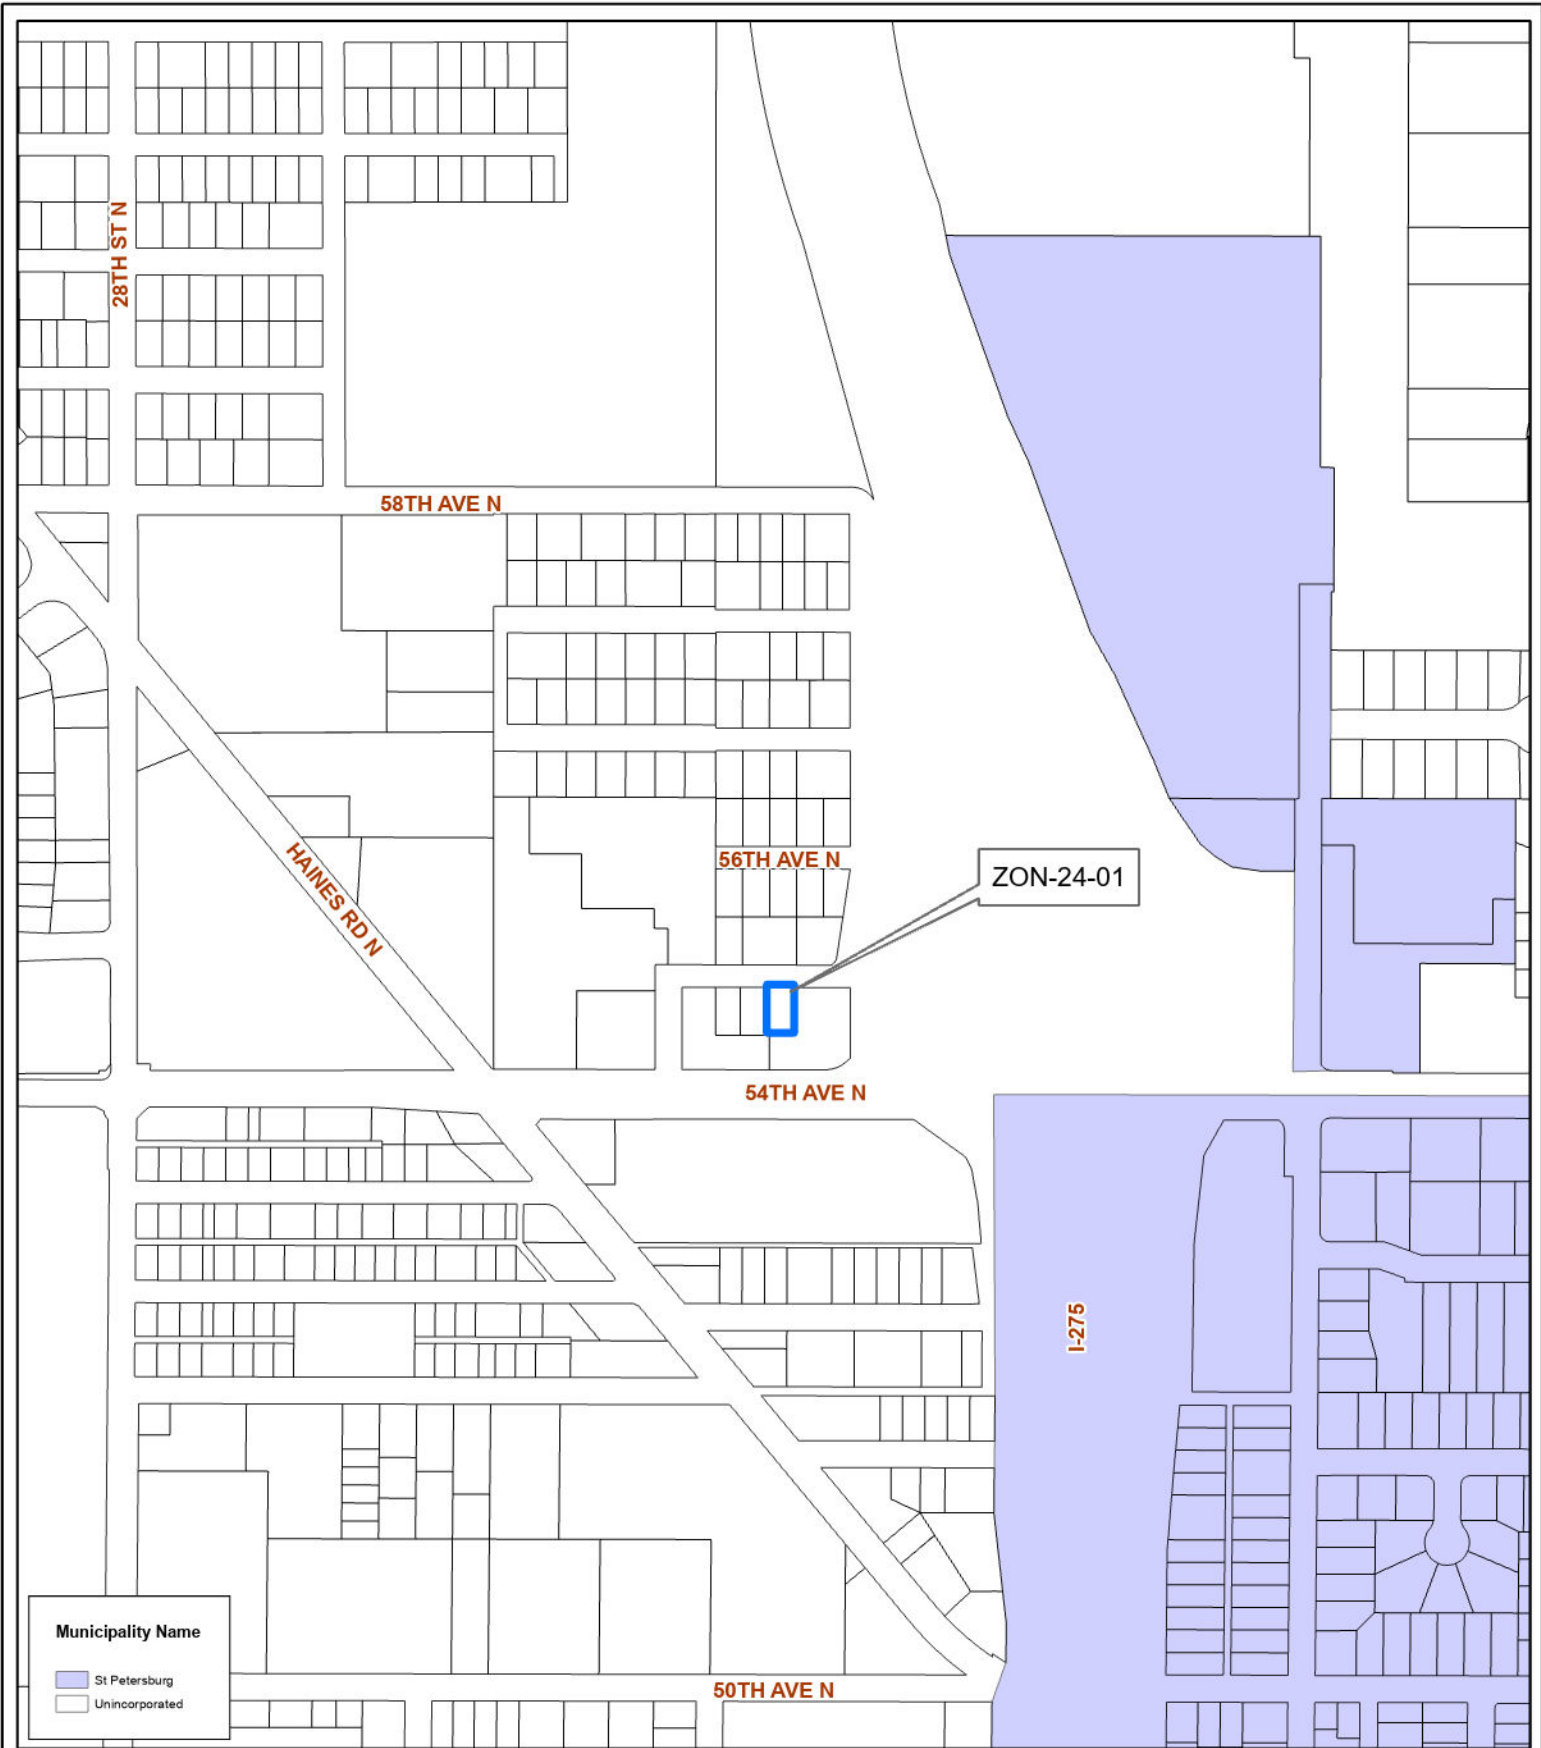 28TH ST N
58TH AVE N
56TH AVE N
ZON-24-01
HAINES RD N
54TH AVE N
I-275
Municipality Name
St Petersburg
Unincorporated
50TH AVE N